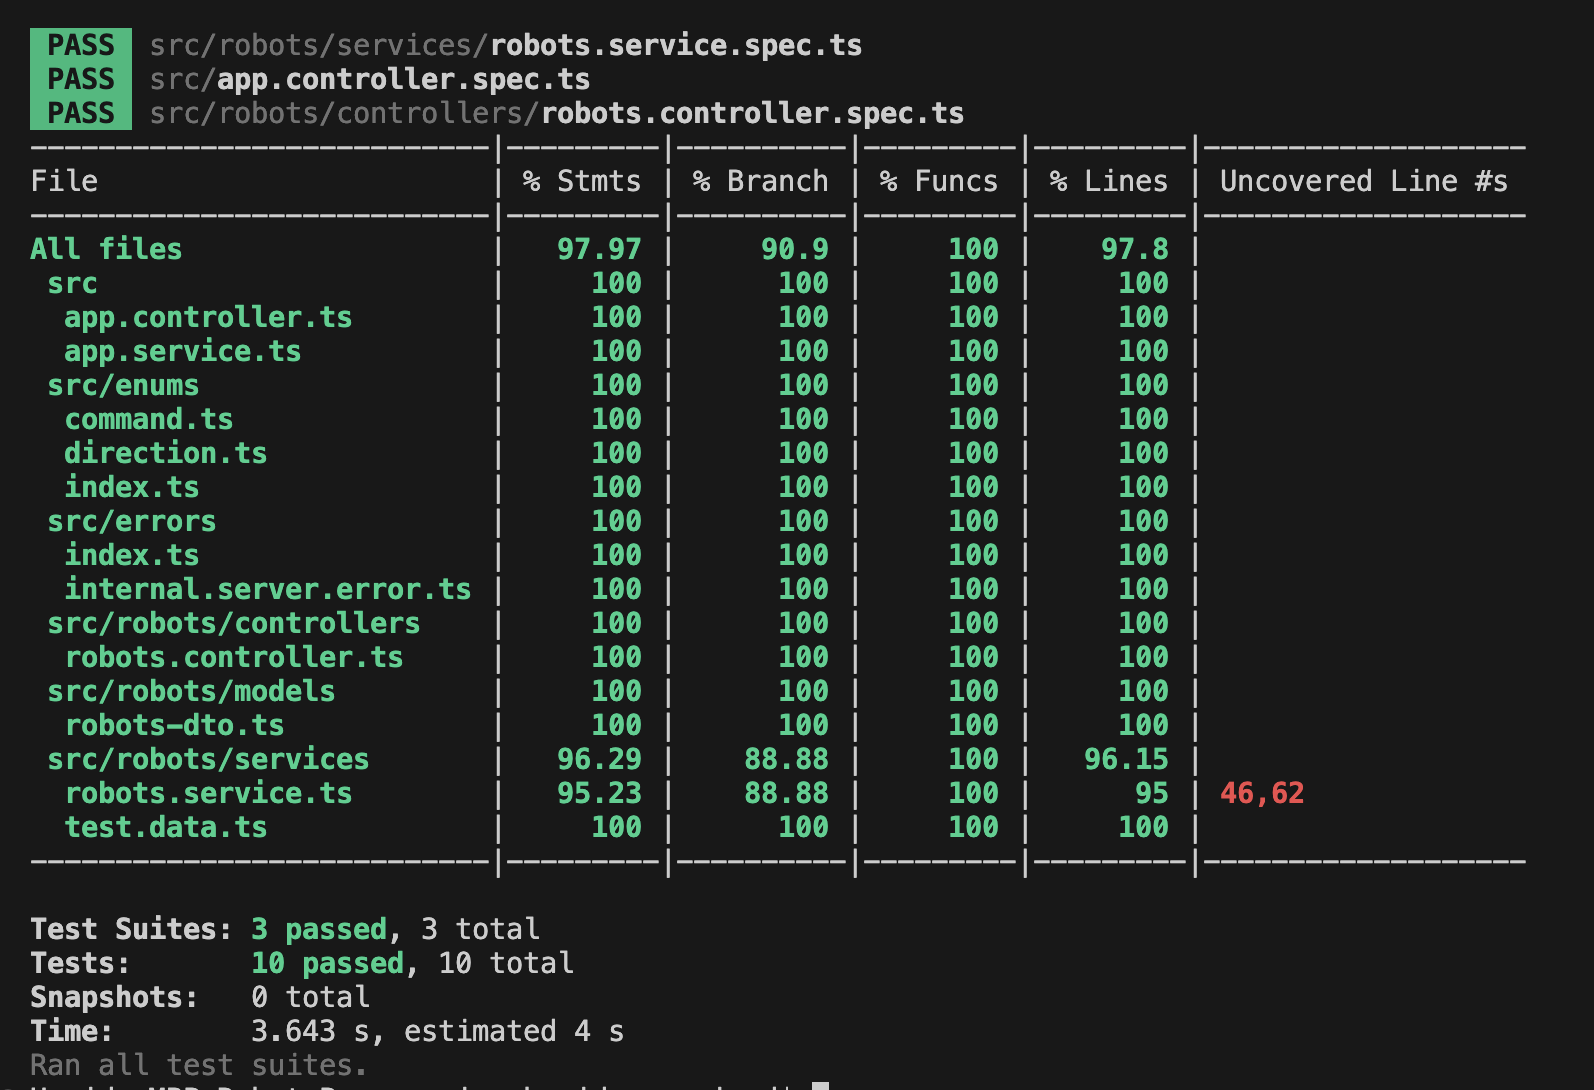 PASS src/robots/services/robots.service.spec.ts
PASS src/app.controller.spec.ts
PASS src/robots/controllers/robots.controller.spec.ts
---------------------------|---------|----------|---------|---------|-------------------
File                       | % Stmts | % Branch | % Funcs | % Lines | Uncovered Line #s
---------------------------|---------|----------|---------|---------|-------------------
All files                  |   97.97 |     90.9 |     100 |    97.8 |
 src                       |     100 |      100 |     100 |     100 |
  app.controller.ts        |     100 |      100 |     100 |     100 |
  app.service.ts           |     100 |      100 |     100 |     100 |
 src/enums                 |     100 |      100 |     100 |     100 |
  command.ts               |     100 |      100 |     100 |     100 |
  direction.ts             |     100 |      100 |     100 |     100 |
  index.ts                 |     100 |      100 |     100 |     100 |
 src/errors                |     100 |      100 |     100 |     100 |
  index.ts                 |     100 |      100 |     100 |     100 |
  internal.server.error.ts |     100 |      100 |     100 |     100 |
 src/robots/controllers    |     100 |      100 |     100 |     100 |
  robots.controller.ts     |     100 |      100 |     100 |     100 |
 src/robots/models         |     100 |      100 |     100 |     100 |
  robots-dto.ts            |     100 |      100 |     100 |     100 |
 src/robots/services       |   96.29 |    88.88 |     100 |   96.15 |
  robots.service.ts        |   95.23 |    88.88 |     100 |      95 | 46,62
  test.data.ts             |     100 |      100 |     100 |     100 |
---------------------------|---------|----------|---------|---------|-------------------
Test Suites: 3 passed, 3 total
Tests:       10 passed, 10 total
Snapshots:   0 total
Time:        3.643 s, estimated 4 s
Ran all test suites.